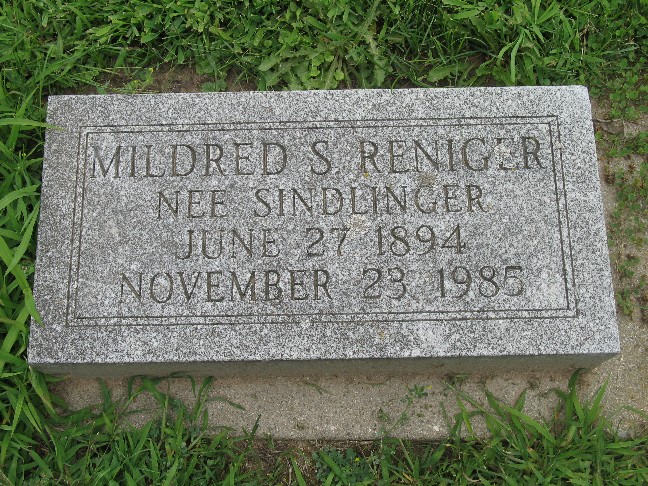 MILDRED S. RENIGER
NEE SINDLINGER
JUNE 27 1894
NOVEMBER 23 1985